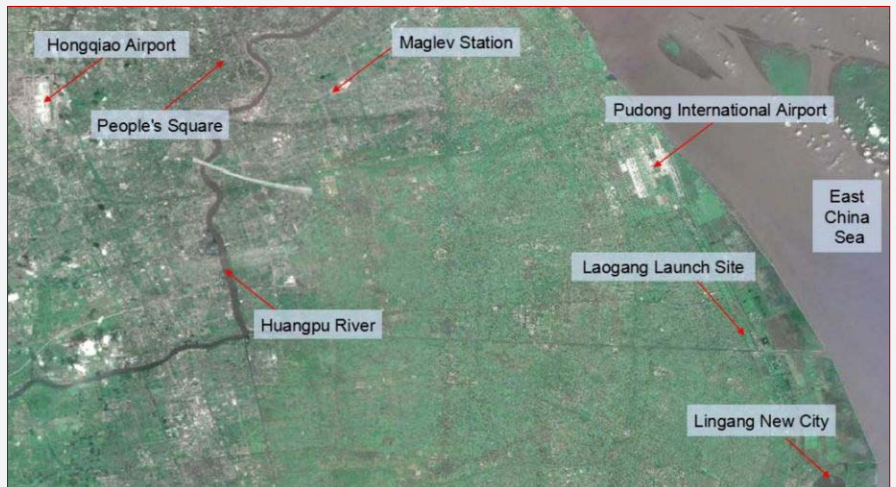 Hongqiao Airport
Maglev Station
Pudong International Airport
People's Square
East
China
Sea
Laogang Launch Site
Huangpu River
Lingang New City